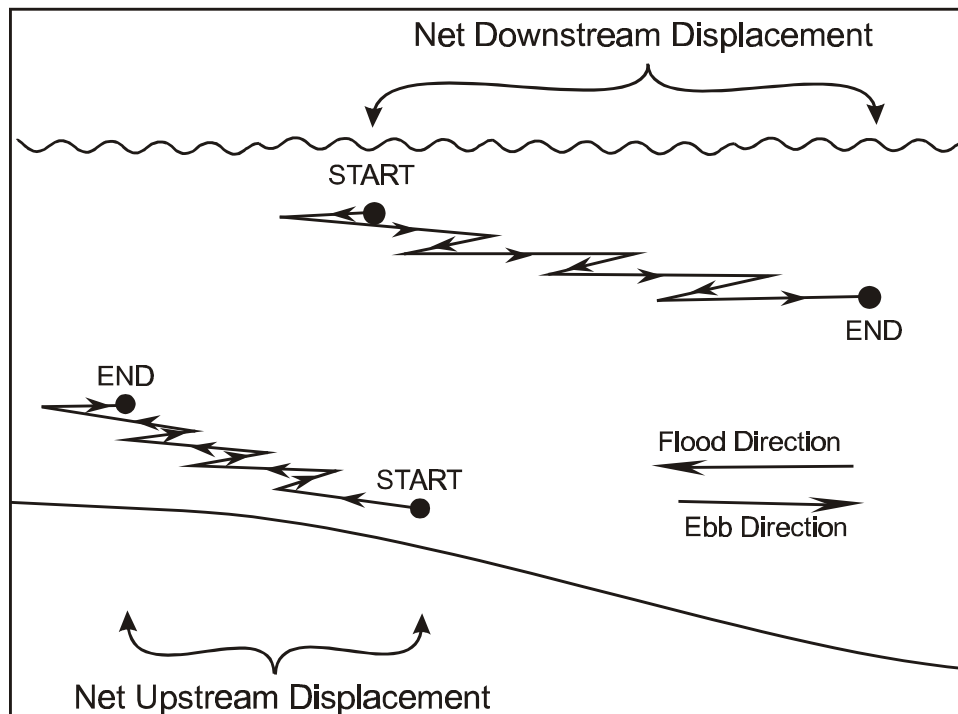 Net Downstream Displacement
START
END
END
START
Flood Direction
Ebb Direction
Net Upstream Displacement